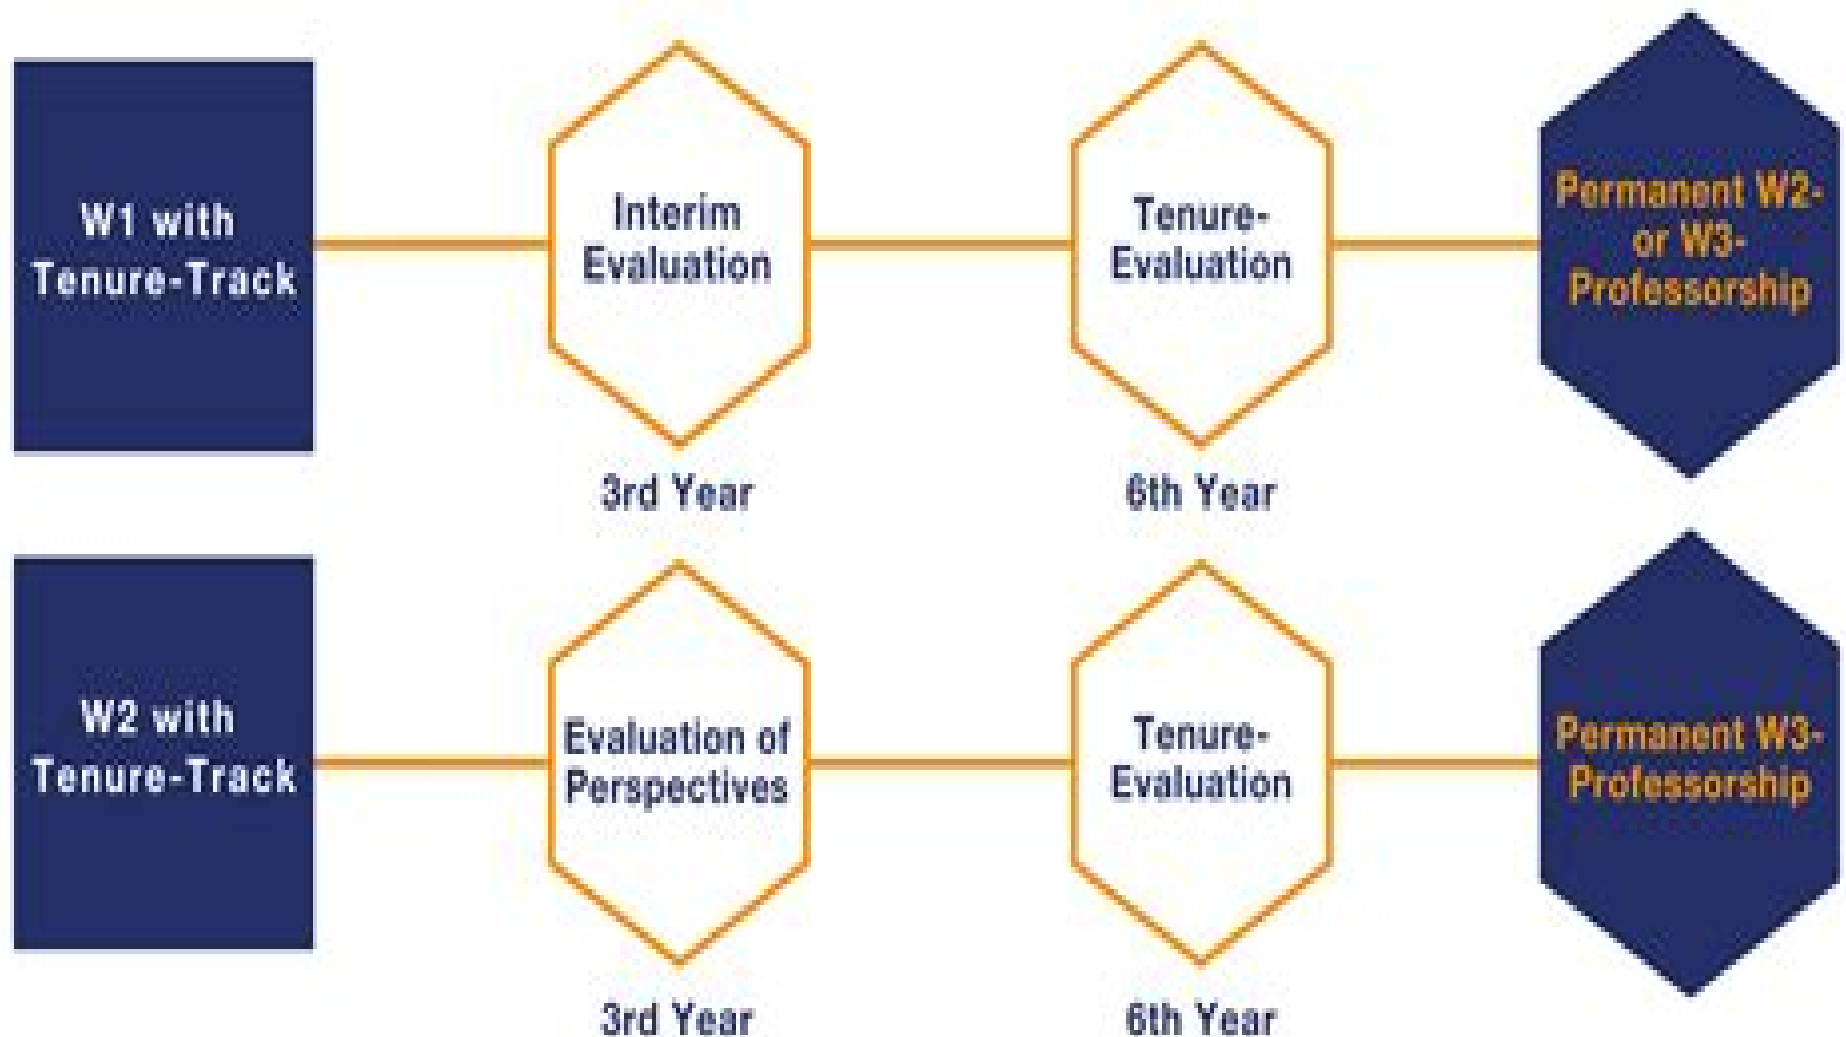 W1 with
Tenure-Track
Interim
Evaluation
3rd Year
Tenure-
Evaluation
6th Year
Permanent W2-
or W3-
Professorship
W2 with
Tenure-Track
Evaluation of
Perspectives
3rd Year
Tenure-
Evaluation
6th Year
Permanent W3-
Professorship